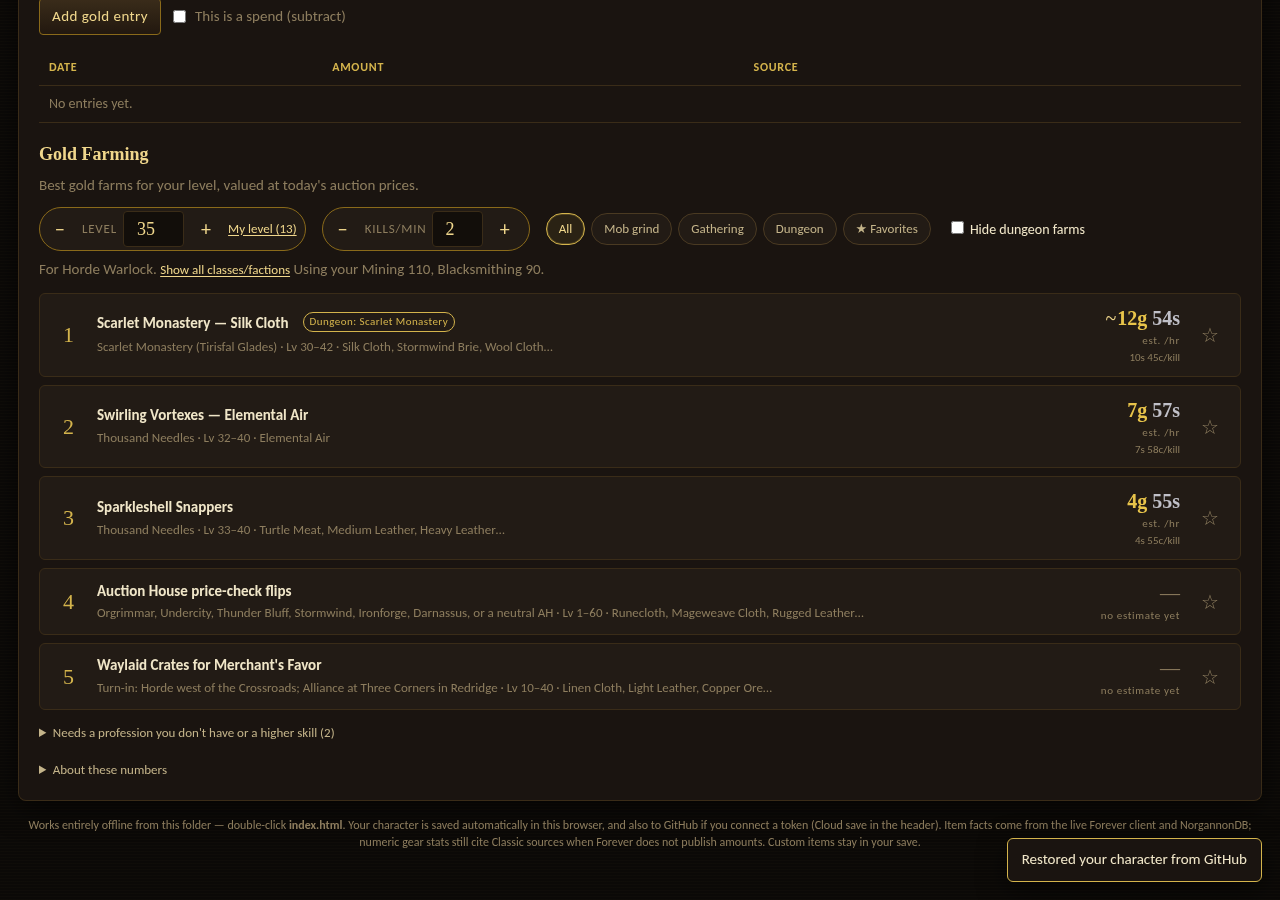 Add gold entry This is a spend (subtract)
DATE AMOUNT SOURCE
No entries yet.
Gold Farming
Best gold farms for your level, valued at today's auction prices.
– LEVEL 35 + My level (13) – KILLS/MIN 2 + All Mob grind Gathering Dungeon ★ Favorites Hide dungeon farms
For Horde Warlock. Show all classes/factions Using your Mining 110, Blacksmithing 90.
1 Scarlet Monastery — Silk Cloth Dungeon: Scarlet Monastery ~12g 54s ☆
Scarlet Monastery (Tirisfal Glades) · Lv 30–42 · Silk Cloth, Stormwind Brie, Wool Cloth… est. /hr
10s 45c/kill
2 Swirling Vortexes — Elemental Air 7g 57s ☆
Thousand Needles · Lv 32–40 · Elemental Air est. /hr
7s 58c/kill
3 Sparkleshell Snappers 4g 55s ☆
Thousand Needles · Lv 33–40 · Turtle Meat, Medium Leather, Heavy Leather… est. /hr
4s 55c/kill
4 Auction House price-check flips — ☆
Orgrimmar, Undercity, Thunder Bluff, Stormwind, Ironforge, Darnassus, or a neutral AH · Lv 1–60 · Runecloth, Mageweave Cloth, Rugged Leather… no estimate yet
5 Waylaid Crates for Merchant's Favor — ☆
Turn-in: Horde west of the Crossroads; Alliance at Three Corners in Redridge · Lv 10–40 · Linen Cloth, Light Leather, Copper Ore… no estimate yet
▶ Needs a profession you don't have or a higher skill (2)
▶ About these numbers
Works entirely offline from this folder — double-click index.html. Your character is saved automatically in this browser, and also to GitHub if you connect a token (Cloud save in the header). Item facts come from the live Forever client and NorgannonDB;
numeric gear stats still cite Classic sources when Forever does not publish amounts. Custom items stay in your save.
Restored your character from GitHub